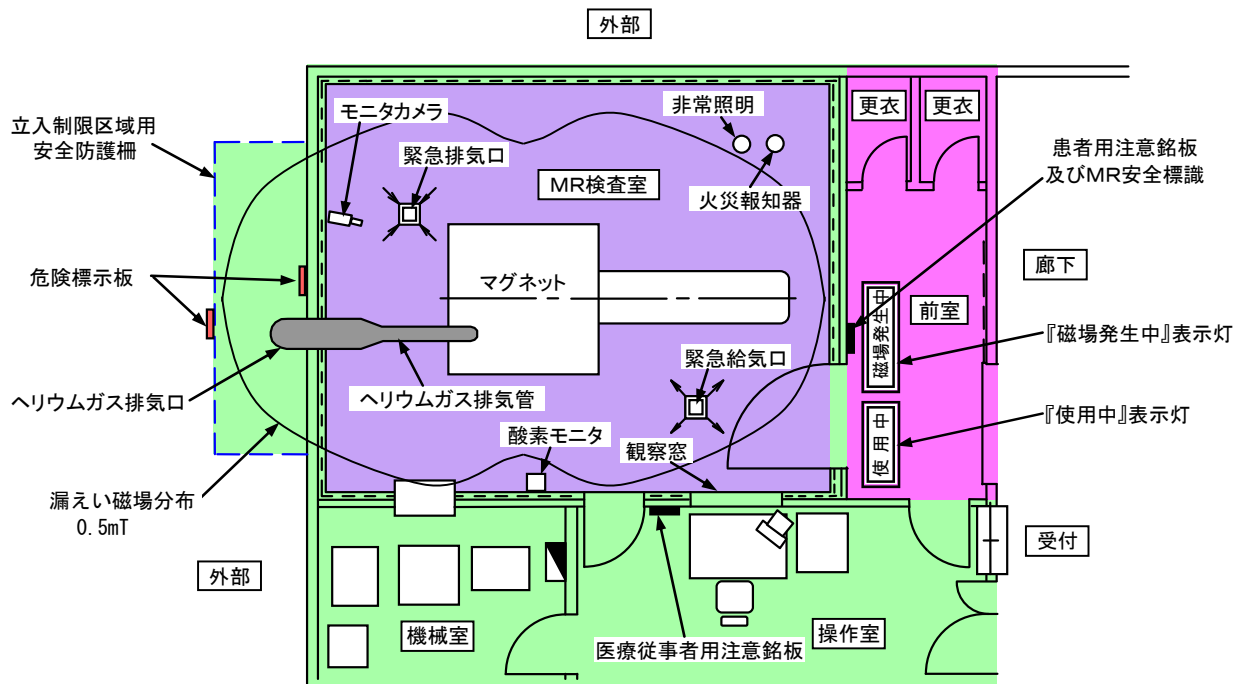 外部
モニタカメラ
非常照明
更衣
更衣
立入制限区域用
安全防護柵
緊急排気口
MR検査室
火災報知器
患者用注意銘板
及びMR安全標識
危険標示板
マグネット
廊下
磁場発生中
前室
『磁場発生中』表示灯
緊急給気口
ヘリウムガス排気口
ヘリウムガス排気管
使用中
『使用中』表示灯
酸素モニタ
観察窓
漏えい磁場分布
0.5mT
受付
外部
機械室
医療従事者用注意銘板
操作室